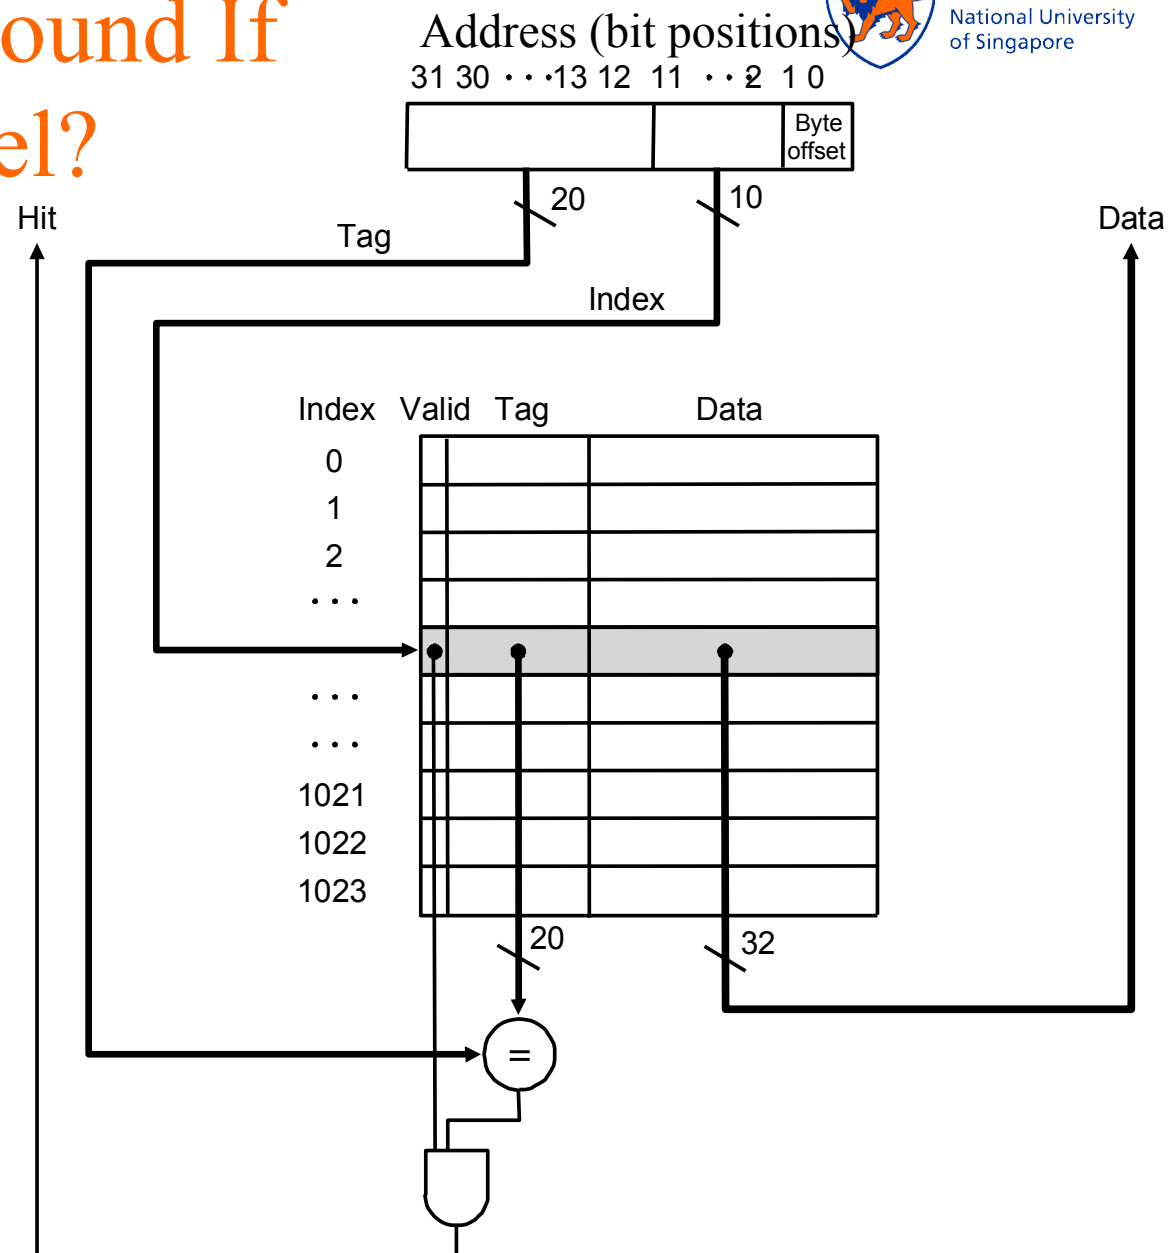 ound If
el?
Address (bit positions)
National University
of Singapore
31 30 · · · 13 12 11 · · · 2 1 0
Byte
offset
20
10
Hit
Tag
Data
Index
Index Valid Tag Data
0
1
2
· · ·
· · ·
· · ·
1021
1022
1023
20
32
=